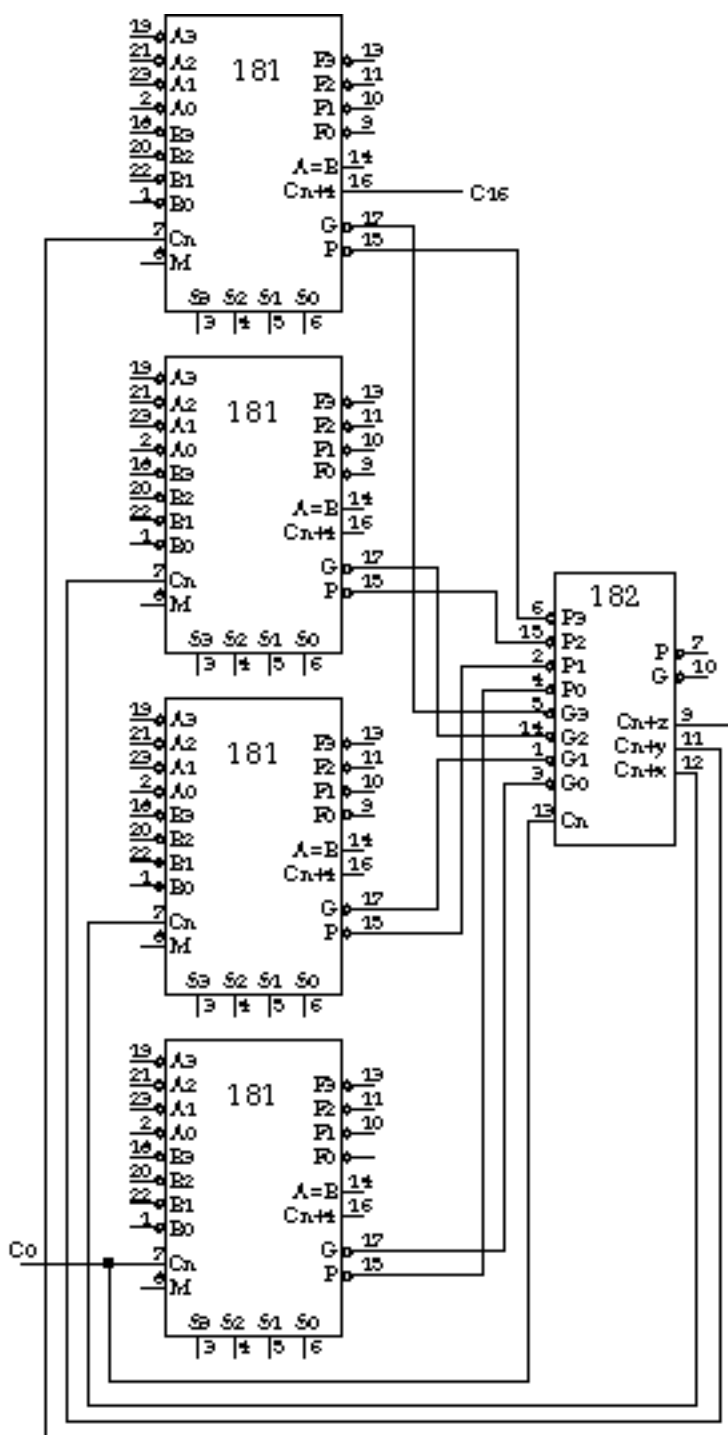 19 A3
21 A2
23 A1
2 A0
18 B3
20 B2
22 B1
1 B0
7 Cn
8 M
181
F3 13
F2 11
F1 10
F0 9
A=B 14
Cn+4 16
C16
G 17
P 15
S3 S2 S1 S0
3 4 5 6
19 A3
21 A2
23 A1
2 A0
18 B3
20 B2
22 B1
1 B0
7 Cn
8 M
181
F3 13
F2 11
F1 10
F0 9
A=B 14
Cn+4 16
G 17
P 15
S3 S2 S1 S0
3 4 5 6
19 A3
21 A2
23 A1
2 A0
18 B3
20 B2
22 B1
1 B0
7 Cn
8 M
181
F3 13
F2 11
F1 10
F0 9
A=B 14
Cn+4 16
G 17
P 15
S3 S2 S1 S0
3 4 5 6
19 A3
21 A2
23 A1
2 A0
18 B3
20 B2
22 B1
1 B0
C0
7 Cn
8 M
181
F3 13
F2 11
F1 10
F0
A=B 14
Cn+4 16
G 17
P 15
S3 S2 S1 S0
3 4 5 6
182
6 P3
15 P2
2 P1
4 P0
5 G3
14 G2
1 G1
3 G0
13 Cn
P 7
G 10
Cn+z 9
Cn+y 11
Cn+x 12